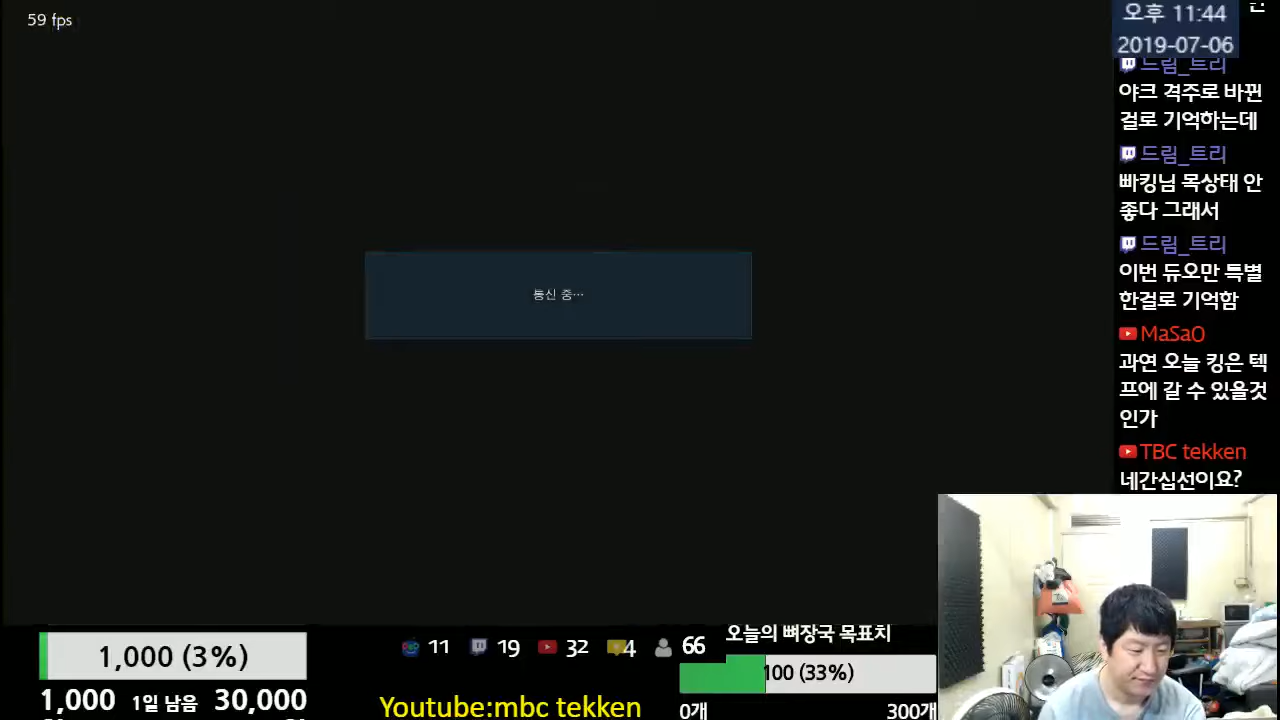 59 fps
오후 11:44
2019-07-06
드림_트리
야크 격주로 바뀐
걸로 기억하는데
드림_트리
빠킹님 목상태 안
좋다 그래서
드림_트리
이번 듀오만 특별
한걸로 기억함
MaSaO
과연 오늘 킹은 텍
프에 갈 수 있을것
인가
TBC tekken
네간십선이요?
통신 중…
1,000 (3%)
1,000 1일 남음 30,000
11 19 32 4 66
Youtube:mbc tekken
오늘의 뼈장국 목표치
100 (33%)
0개 300개